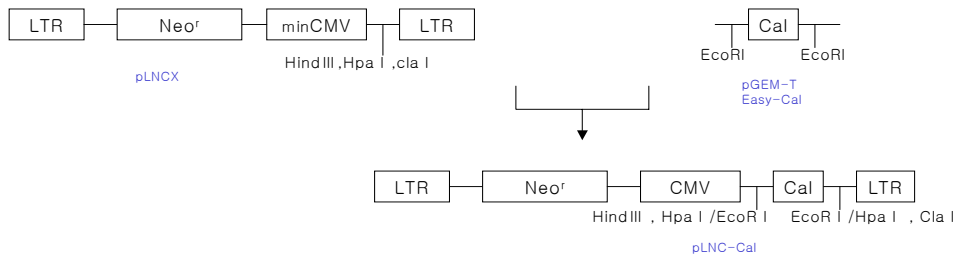 LTR Neoʳ minCMV LTR Cal
HindⅢ,HpaⅠ,claⅠ EcoRI EcoRI
pLNCX pGEM-T
Easy-Cal
LTR Neoʳ CMV Cal LTR
HindⅢ , HpaⅠ/EcoRⅠ EcoRⅠ/HpaⅠ , ClaⅠ
pLNC-Cal